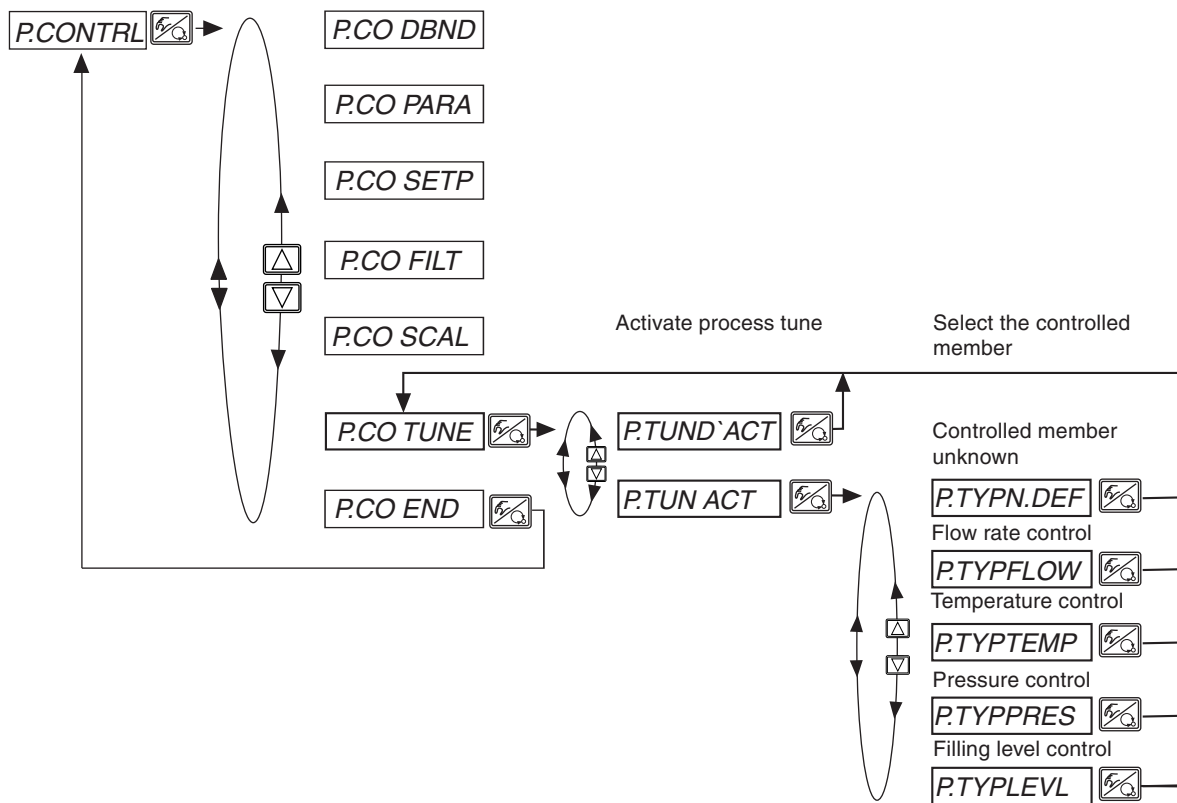 P.CONTRL
P.CO DBND
P.CO PARA
P.CO SETP
P.CO FILT
P.CO SCAL
Activate process tune
Select the controlled
member
P.CO TUNE
P.TUND`ACT
P.CO END
P.TUN ACT
Controlled member
unknown
P.TYPN.DEF
Flow rate control
P.TYPFLOW
Temperature control
P.TYPTEMP
Pressure control
P.TYPPRES
Filling level control
P.TYPLEVL